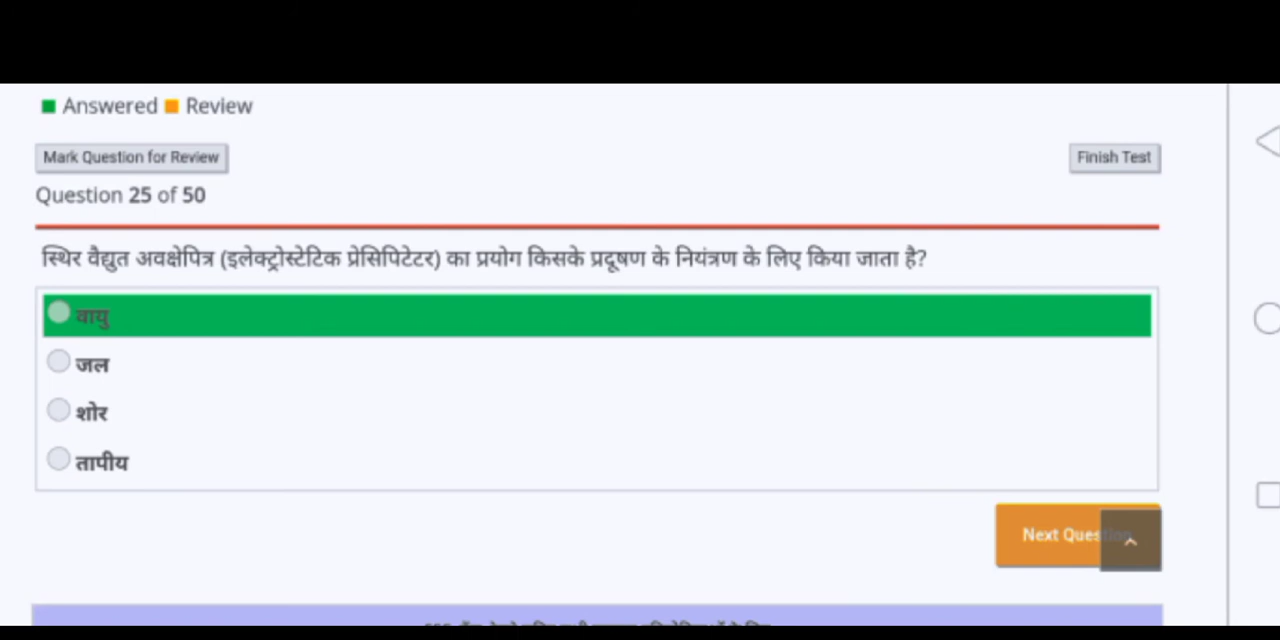 Answered Review
Mark Question for Review
Finish Test
Question 25 of 50
स्थिर वैद्युत अवक्षेपित्र (इलेक्ट्रोस्टेटिक प्रेसिपिटेटर) का प्रयोग किसके प्रदूषण के नियंत्रण के लिए किया जाता है?
वायु
जल
शोर
तापीय
Next Question